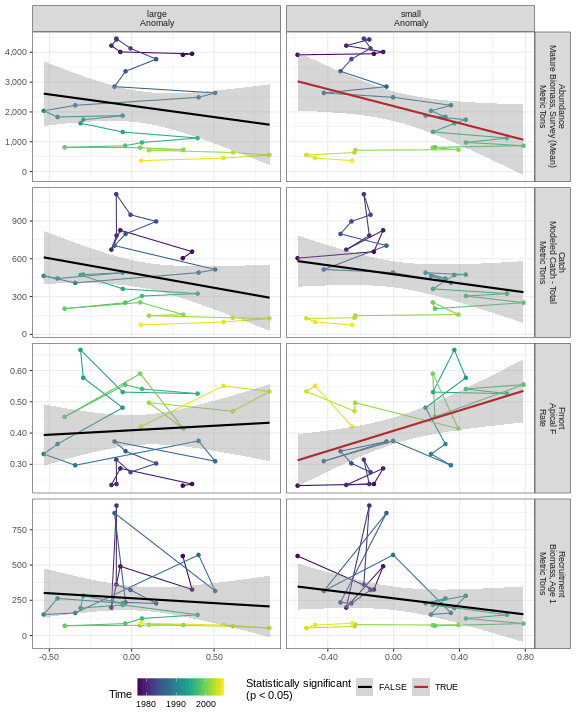 large
Anomaly
small
Anomaly
4,000
3,000
2,000
1,000
0
Abundance
Mature Biomass, Survey (Mean)
Metric Tons
900
600
300
0
Catch
Modeled Catch - Total
Metric Tons
0.60
0.50
0.40
0.30
Fmort
Apical F
Rate
750
500
250
0
Recruitment
Biomass, Age 1
Metric Tons
-0.50
0.00
0.50
-0.40
0.00
0.40
0.80
Time
1980
1990
2000
Statistically significant
(p < 0.05)
FALSE
TRUE